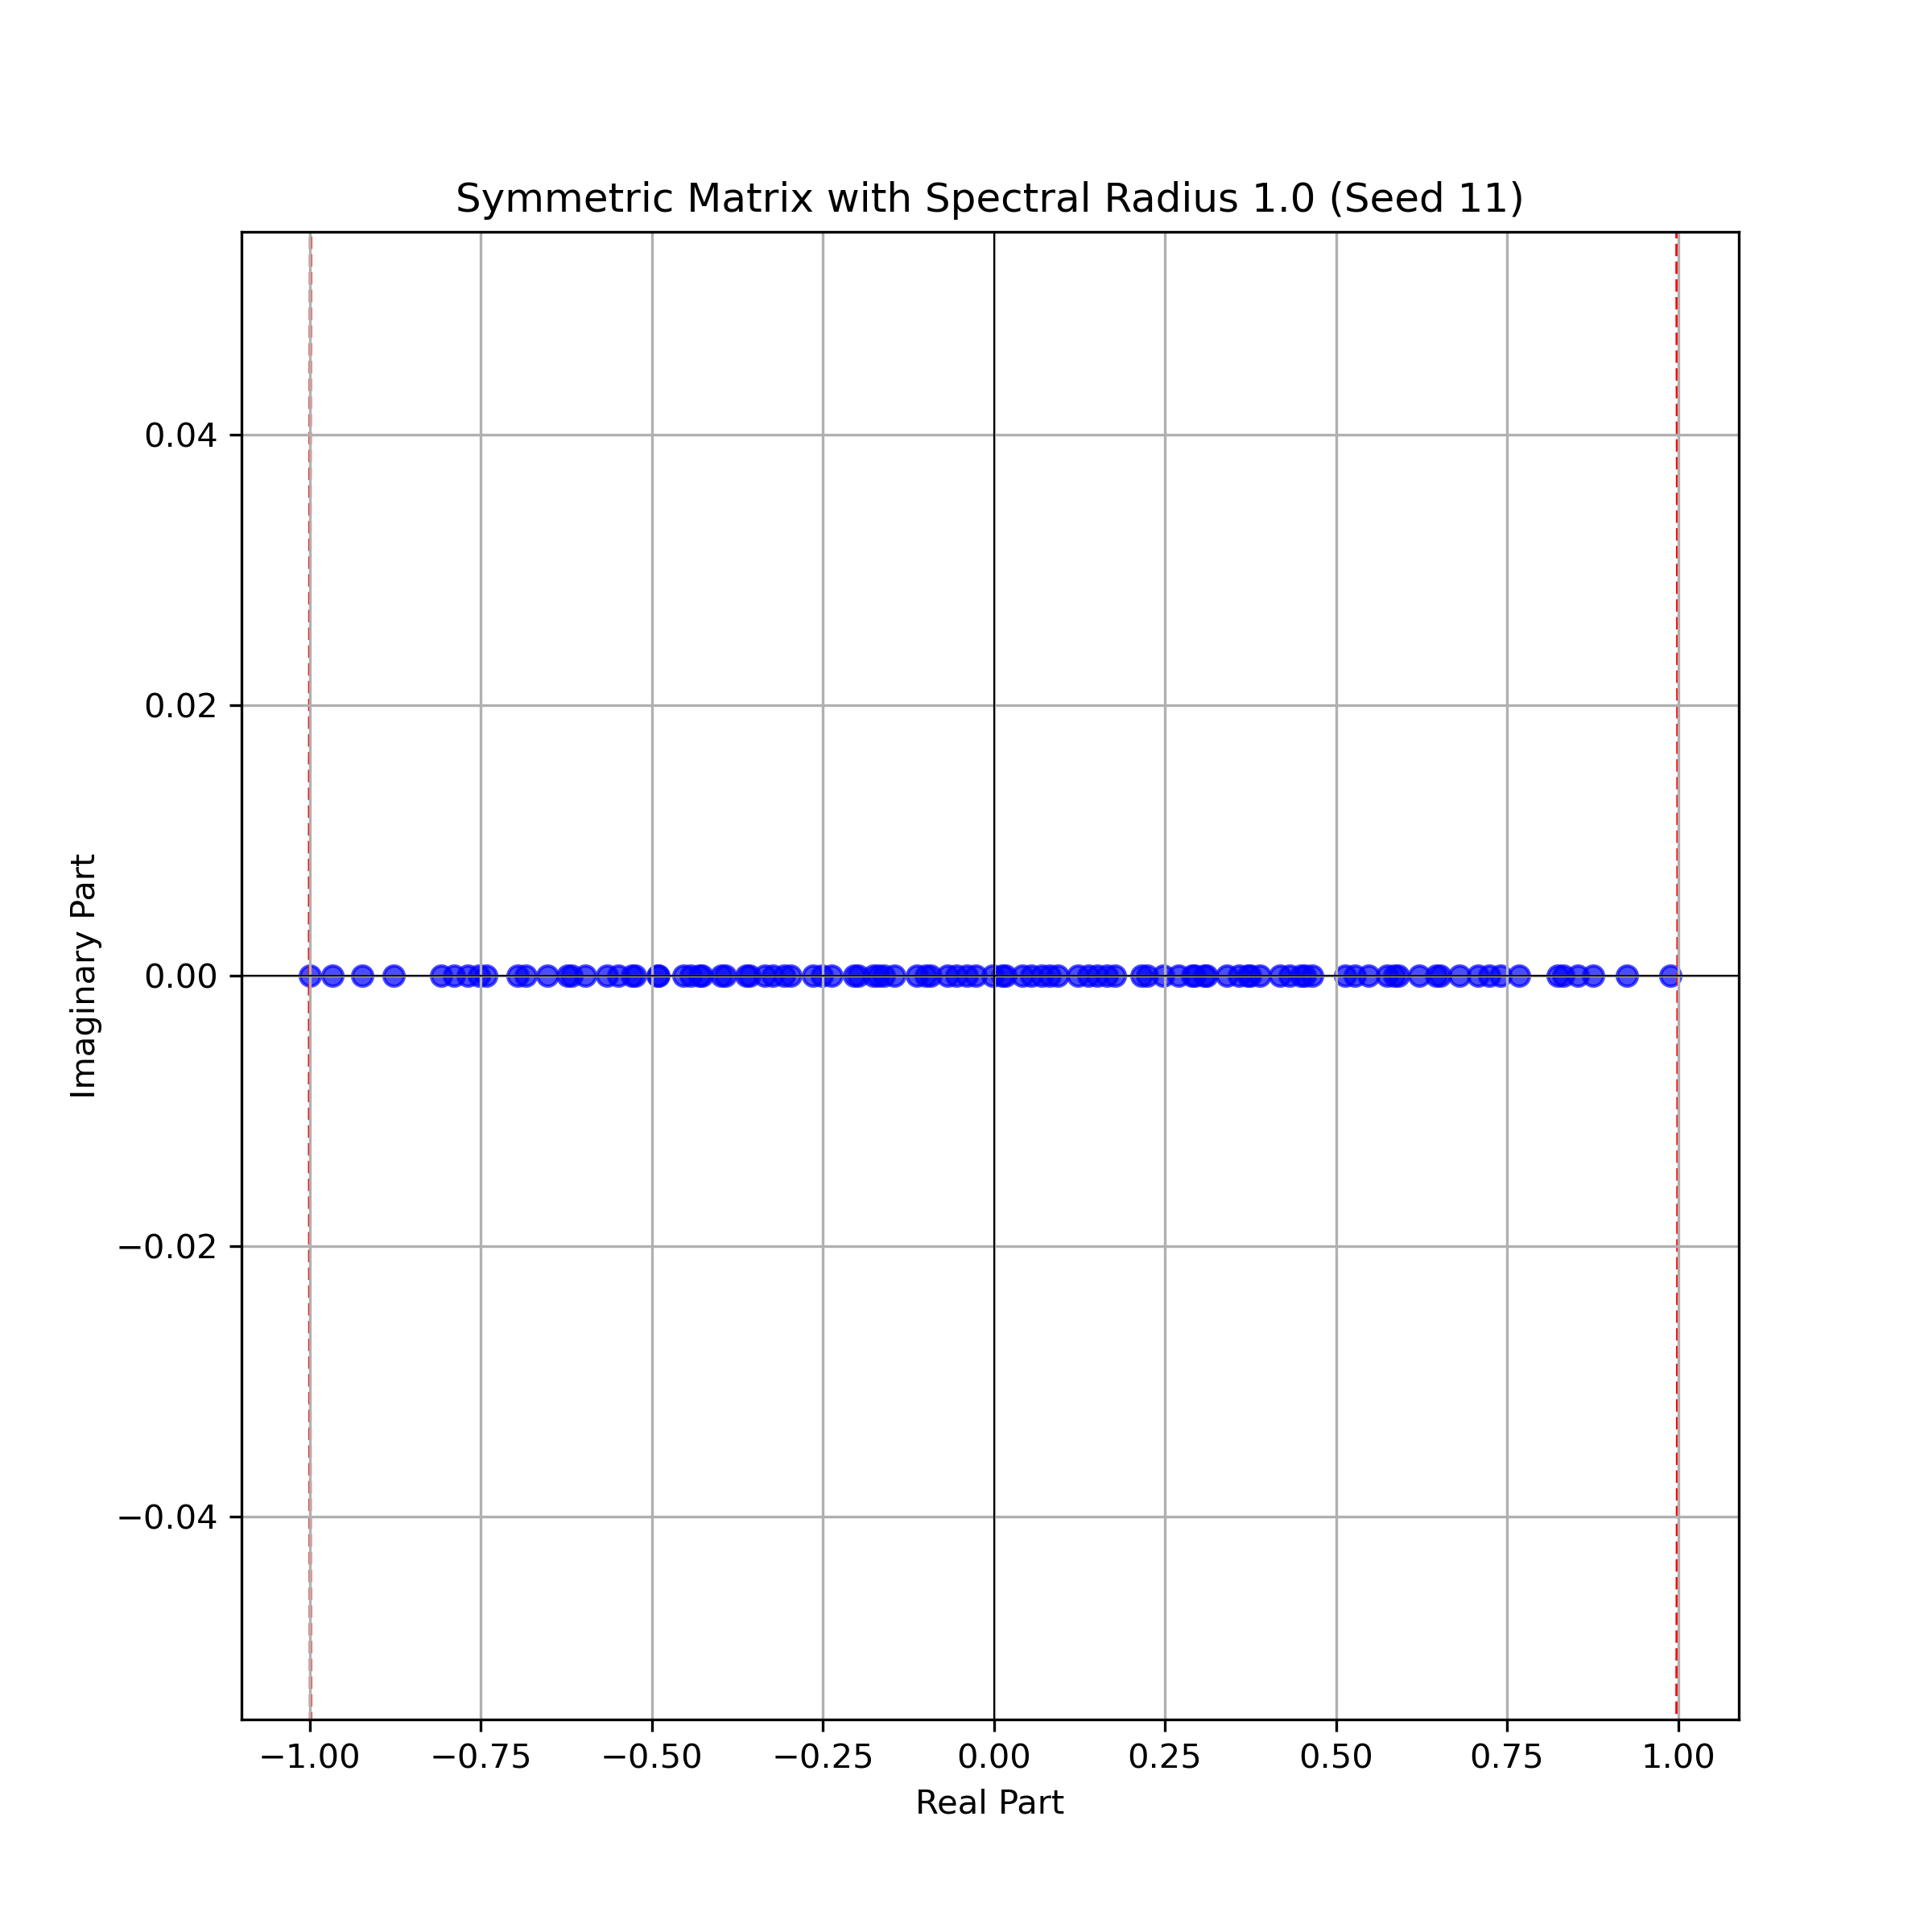 Symmetric Matrix with Spectral Radius 1.0 (Seed 11)
0.04
0.02
0.00
−0.02
−0.04
Imaginary Part
−1.00 −0.75 −0.50 −0.25 0.00 0.25 0.50 0.75 1.00
Real Part